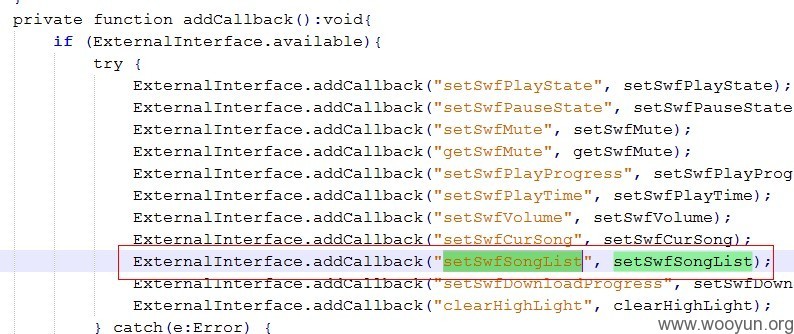 private function addCallback():void{
if (ExternalInterface.available){
try {
ExternalInterface.addCallback("setSwfPlayState", setSwfPlayState);
ExternalInterface.addCallback("setSwfPauseState", setSwfPauseState
ExternalInterface.addCallback("setSwfMute", setSwfMute);
ExternalInterface.addCallback("getSwfMute", getSwfMute);
ExternalInterface.addCallback("setSwfPlayProgress", setSwfPlayProg
ExternalInterface.addCallback("setSwfPlayTime", setSwfPlayTime);
ExternalInterface.addCallback("setSwfVolume", setSwfVolume);
ExternalInterface.addCallback("setSwfCurSong", setSwfCurSong);
ExternalInterface.addCallback("setSwfSongList", setSwfSongList);
ExternalInterface.addCallback("setSwfDownloadProgress", setSwfDown
ExternalInterface.addCallback("clearHighLight", clearHighLight);
} catch(e:Error) {
www.wooyun.org